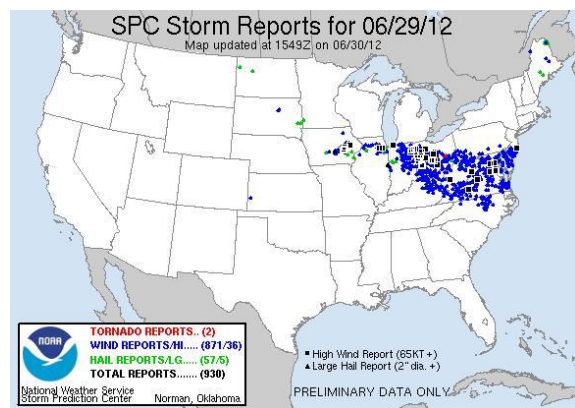 SPC Storm Reports for 06/29/12
Map updated at 1549Z on 06/30/12
NOAA
TORNADO REPORTS.. (2)
WIND REPORTS/HI..... (871/36)
HAIL REPORTS/LG..... (57/5)
TOTAL REPORTS....... (930)
National Weather Service
Storm Prediction Center Norman, Oklahoma
High Wind Report (65KT +)
Large Hail Report (2" dia. +)
PRELIMINARY DATA ONLY